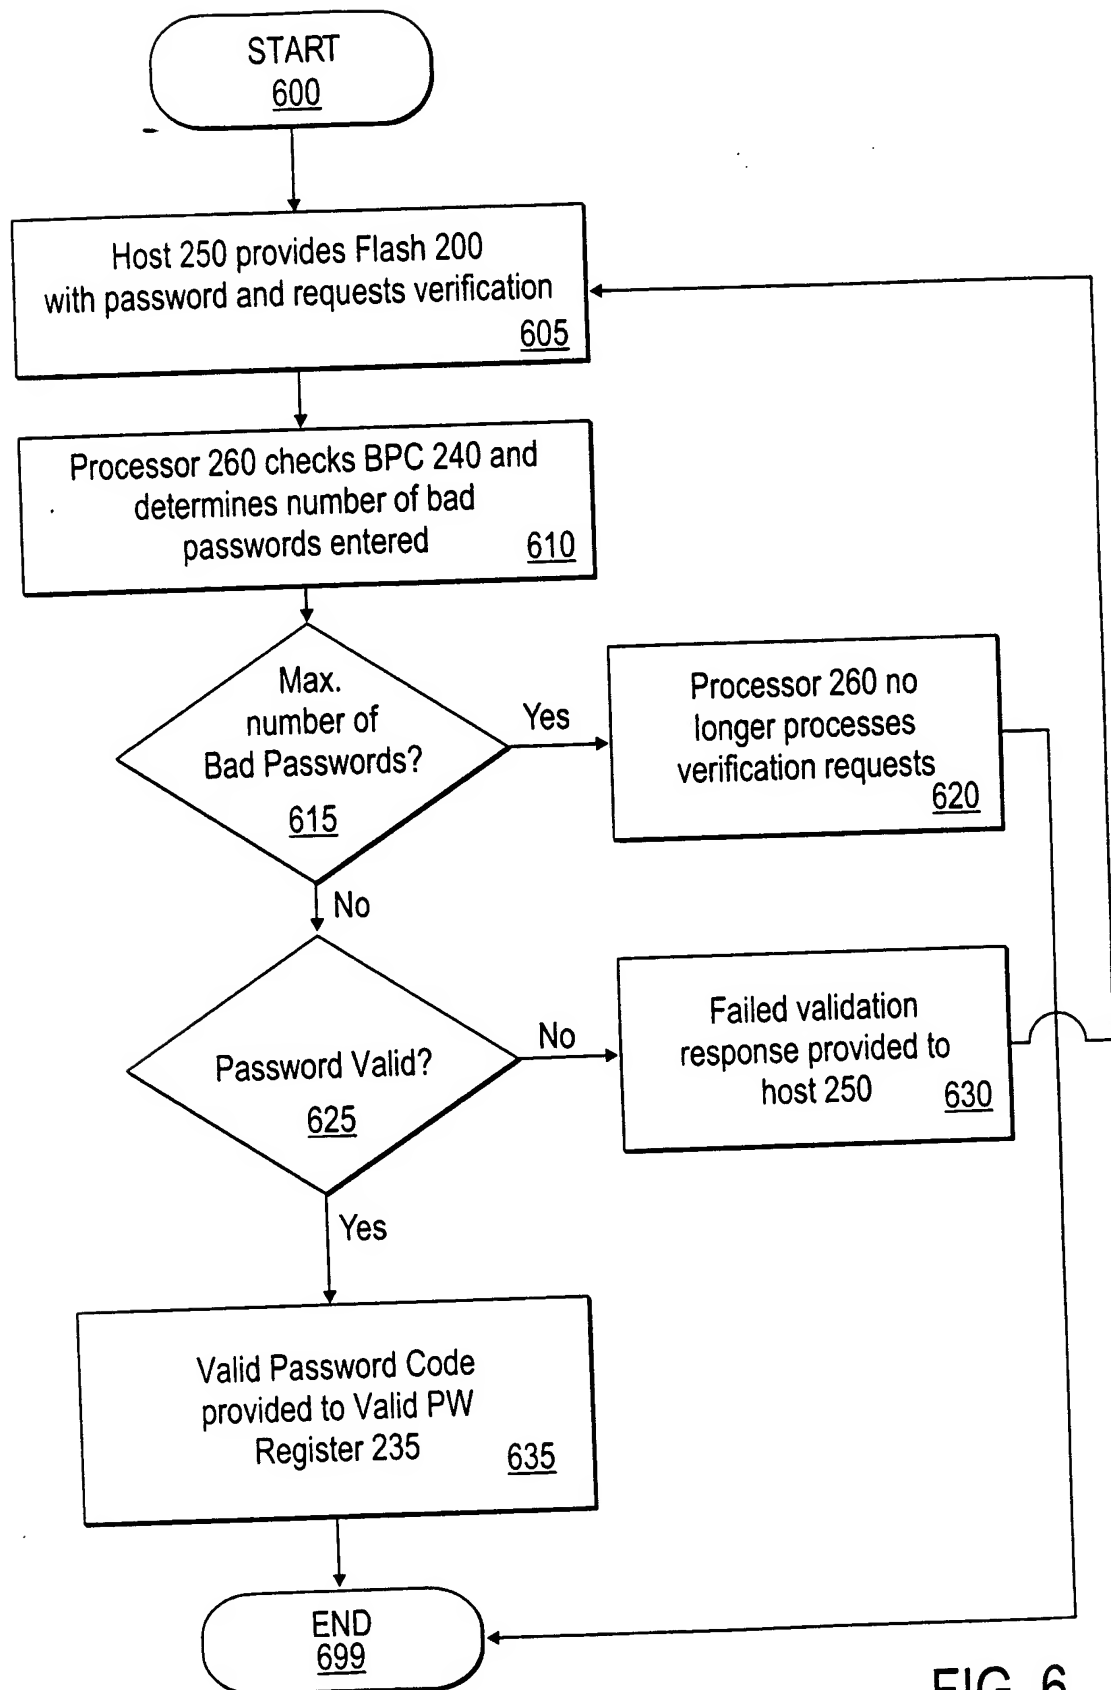 START
600
Host 250 provides Flash 200
with password and requests verification
605
Processor 260 checks BPC 240 and
determines number of bad
passwords entered
610
Max.
number of
Bad Passwords?
615
Yes
Processor 260 no
longer processes
verification requests
620
No
Password Valid?
625
No
Failed validation
response provided to
host 250
630
Yes
Valid Password Code
provided to Valid PW
Register 235
635
END
699
FIG. 6